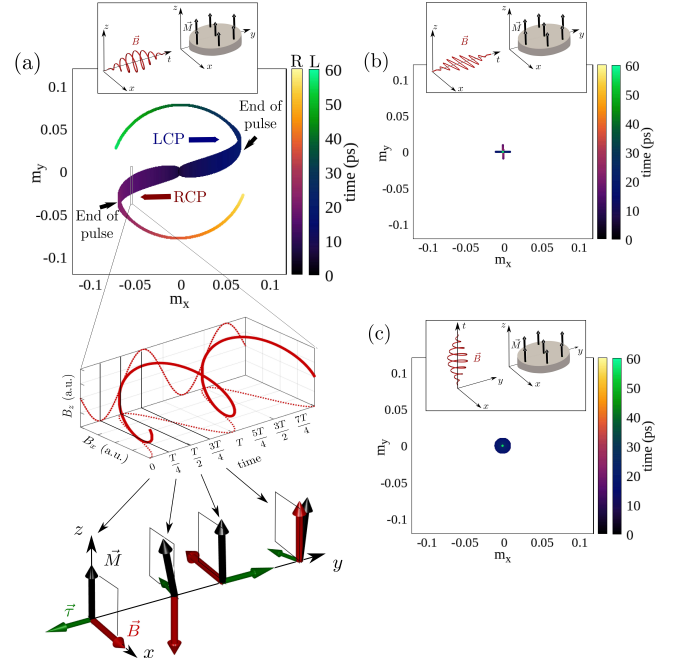 (a)
z
B⃗
t
x
z
M⃗
y
x
R L
0.1
0.05
0
-0.05
-0.1
m_y
-0.1 -0.05 0 0.05 0.1
m_x
LCP
RCP
End of
pulse
End of
pulse
60
50
40
30
20
10
0
time (ps)
B_z (a.u.)
B_x (a.u.)
0 T/4 T/2 3T/4 T 5T/4 3T/2 7T/4
time
z
M⃗
τ⃗
B⃗
x
y
(b)
z
B⃗
t
x
z
M⃗
y
x
0.1
0.05
0
-0.05
-0.1
m_y
-0.1 -0.05 0 0.05 0.1
m_x
60
50
40
30
20
10
0
time (ps)
(c)
t
B⃗
y
x
z
M⃗
y
x
0.1
0.05
0
-0.05
-0.1
m_y
-0.1 -0.05 0 0.05 0.1
m_x
60
50
40
30
20
10
0
time (ps)